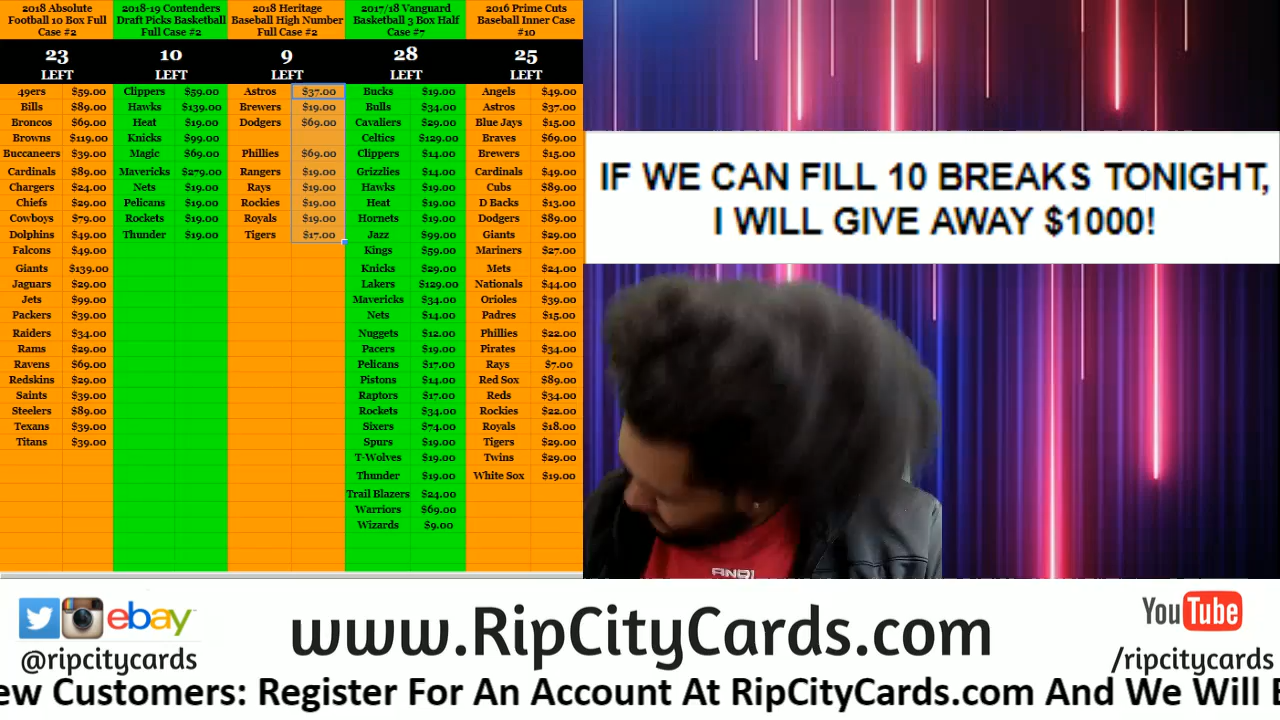 2018 Absolute
Football 10 Box Full
Case #2
23
LEFT
49ers $59.00
Bills $89.00
Broncos $69.00
Browns $119.00
Buccaneers $39.00
Cardinals $89.00
Chargers $24.00
Chiefs $29.00
Cowboys $79.00
Dolphins $49.00
Falcons $49.00
Giants $139.00
Jaguars $29.00
Jets $99.00
Packers $39.00
Raiders $34.00
Rams $29.00
Ravens $69.00
Redskins $29.00
Saints $39.00
Steelers $89.00
Texans $39.00
Titans $39.00
2018-19 Contenders
Draft Picks Basketball
Full Case #2
10
LEFT
Clippers $59.00
Hawks $139.00
Heat $19.00
Knicks $99.00
Magic $69.00
Mavericks $279.00
Nets $19.00
Pelicans $19.00
Rockets $19.00
Thunder $19.00
2018 Heritage
Baseball High Number
Full Case #2
9
LEFT
Astros $37.00
Brewers $19.00
Dodgers $69.00
Phillies $69.00
Rangers $19.00
Rays $19.00
Rockies $19.00
Royals $19.00
Tigers $17.00
2017/18 Vanguard
Basketball 3 Box Half
Case #7
28
LEFT
Bucks $19.00
Bulls $34.00
Cavaliers $29.00
Celtics $129.00
Clippers $14.00
Grizzlies $14.00
Hawks $19.00
Heat $19.00
Hornets $19.00
Jazz $99.00
Kings $59.00
Knicks $29.00
Lakers $129.00
Mavericks $34.00
Nets $14.00
Nuggets $12.00
Pacers $19.00
Pelicans $17.00
Pistons $14.00
Raptors $17.00
Rockets $34.00
Sixers $74.00
Spurs $19.00
T-Wolves $19.00
Thunder $19.00
Trail Blazers $24.00
Warriors $69.00
Wizards $9.00
2016 Prime Cuts
Baseball Inner Case
#10
25
LEFT
Angels $49.00
Astros $37.00
Blue Jays $15.00
Braves $69.00
Brewers $15.00
Cardinals $49.00
Cubs $89.00
D Backs $13.00
Dodgers $89.00
Giants $29.00
Mariners $27.00
Mets $24.00
Nationals $44.00
Orioles $39.00
Padres $15.00
Phillies $22.00
Pirates $34.00
Rays $7.00
Red Sox $89.00
Reds $34.00
Rockies $22.00
Royals $18.00
Tigers $29.00
Twins $29.00
White Sox $19.00
IF WE CAN FILL 10 BREAKS TONIGHT,
I WILL GIVE AWAY $1000!
ebay
@ripcitycards
www.RipCityCards.com
YouTube
/ripcitycards
ew Customers: Register For An Account At RipCityCards.com And We Will